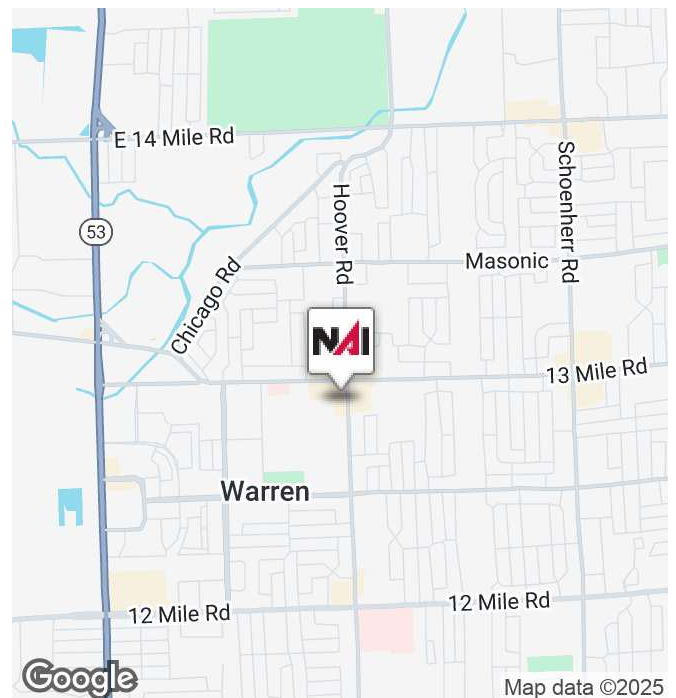 E 14 Mile Rd
Schoenherr Rd
Hoover Rd
53
Masonic
Chicago Rd
NAI
13 Mile Rd
Warren
12 Mile Rd
12 Mile Rd
Google
Map data ©2025